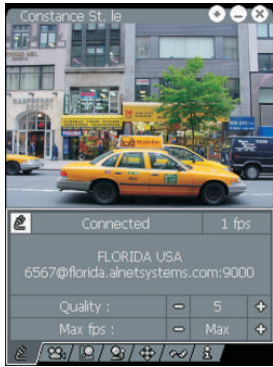 Constance St. le
Connected 1 fps
FLORIDA USA
6567@florida.alnetsystems.com:9000
Quality : 5
Max fps : Max